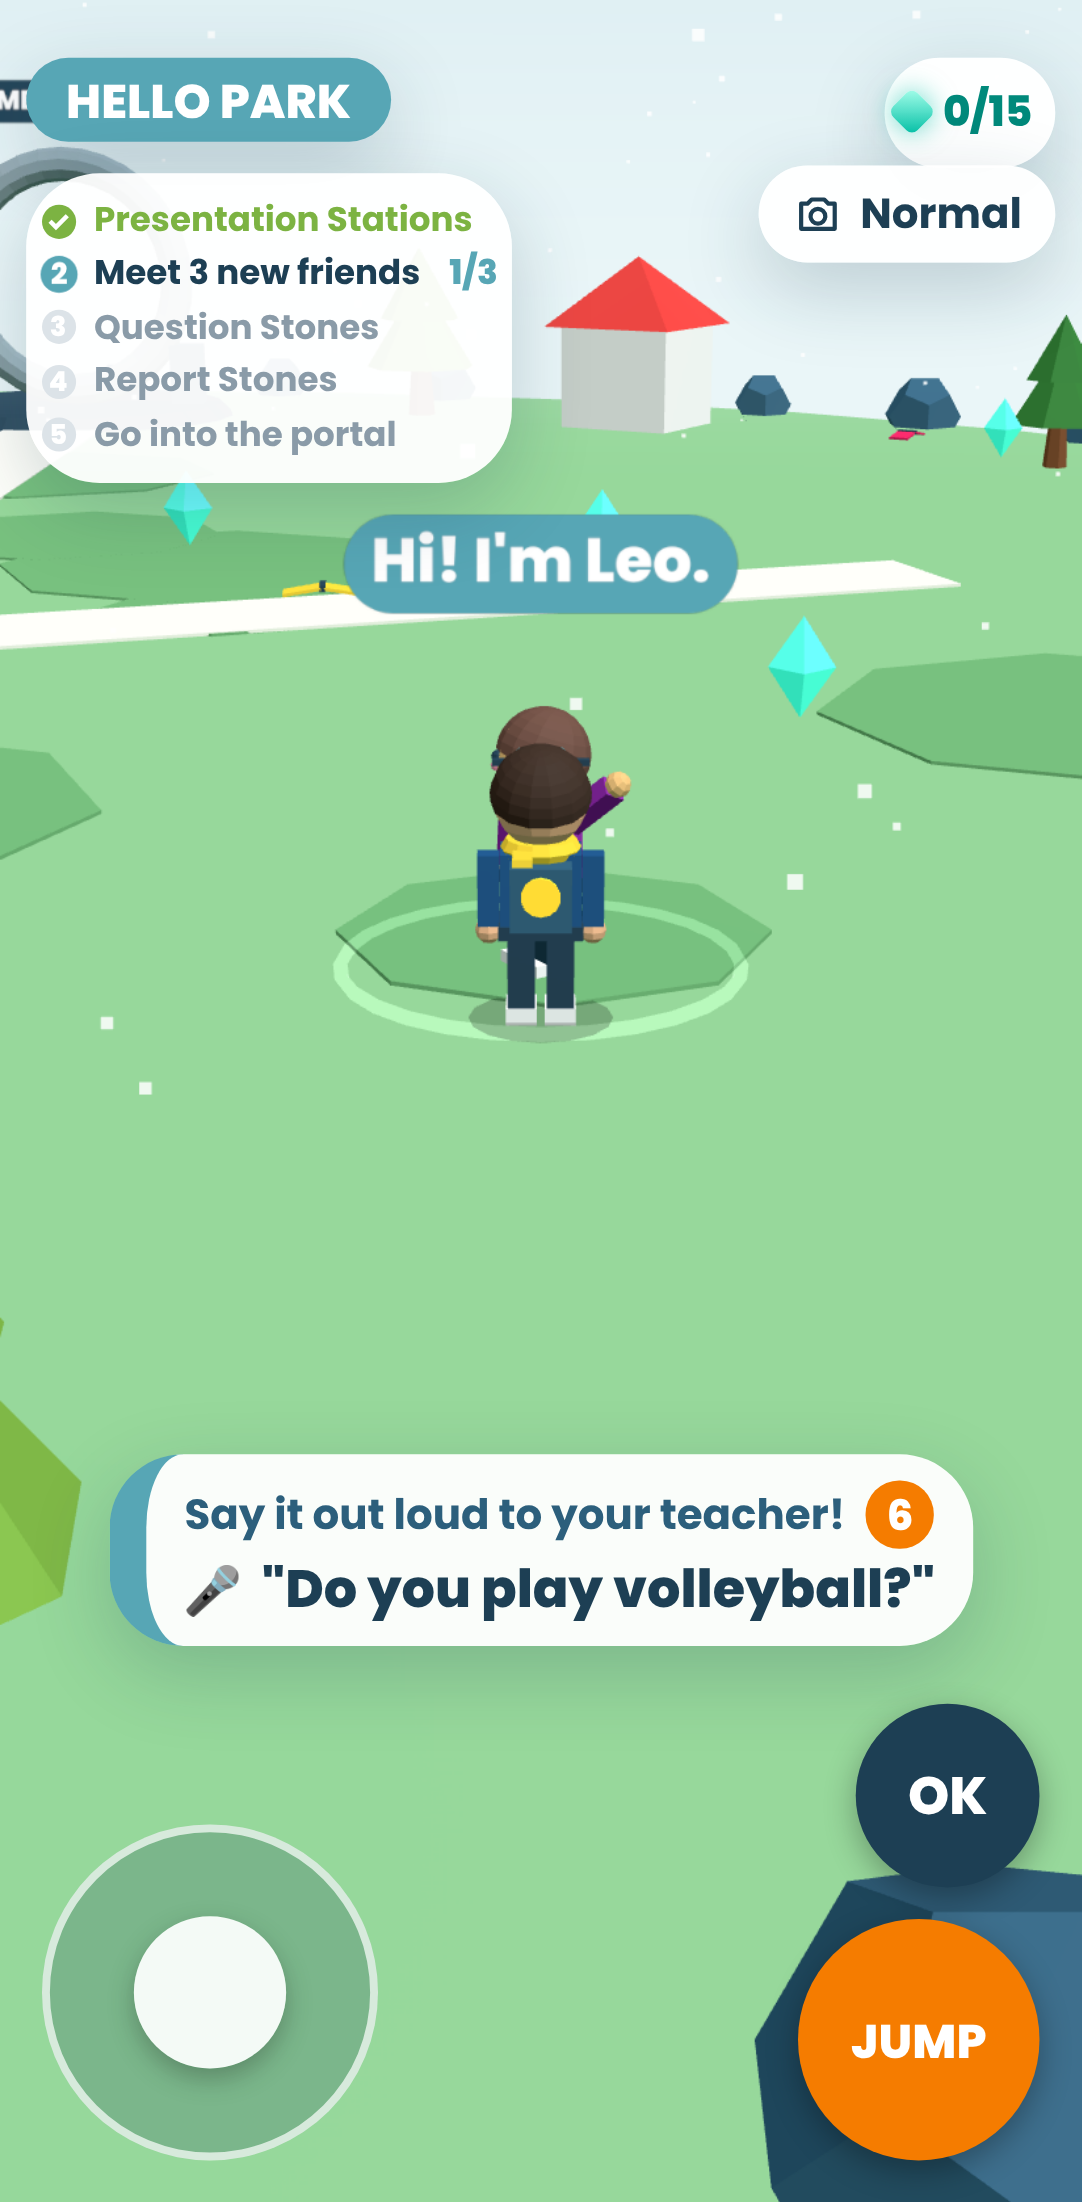 HELLO PARK
0/15
Normal
Presentation Stations
2 Meet 3 new friends 1/3
3 Question Stones
4 Report Stones
5 Go into the portal
Hi! I'm Leo.
Say it out loud to your teacher! 6
"Do you play volleyball?"
OK
JUMP